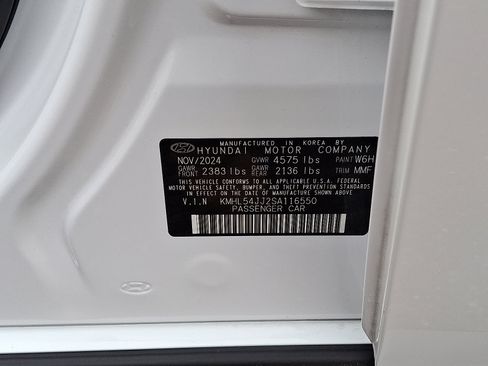 MANUFACTURED IN KOREA BY
HYUNDAI MOTOR COMPANY
NOV/2024 GVWR 4575 lbs PAINT W6H
GAWR FRONT 2383 lbs GAWR REAR 2136 lbs TRIM MMF
THIS VEHICLE CONFORMS TO ALL APPLICABLE U.S.A. FEDERAL
MOTOR VEHICLE SAFETY, BUMPER, AND THEFT PREVENTION STANDARDS
IN EFFECT ON THE DATE OF MANUFACTURE SHOWN ABOVE.
V.I.N KMHL54JJ2SA116550
PASSENGER CAR